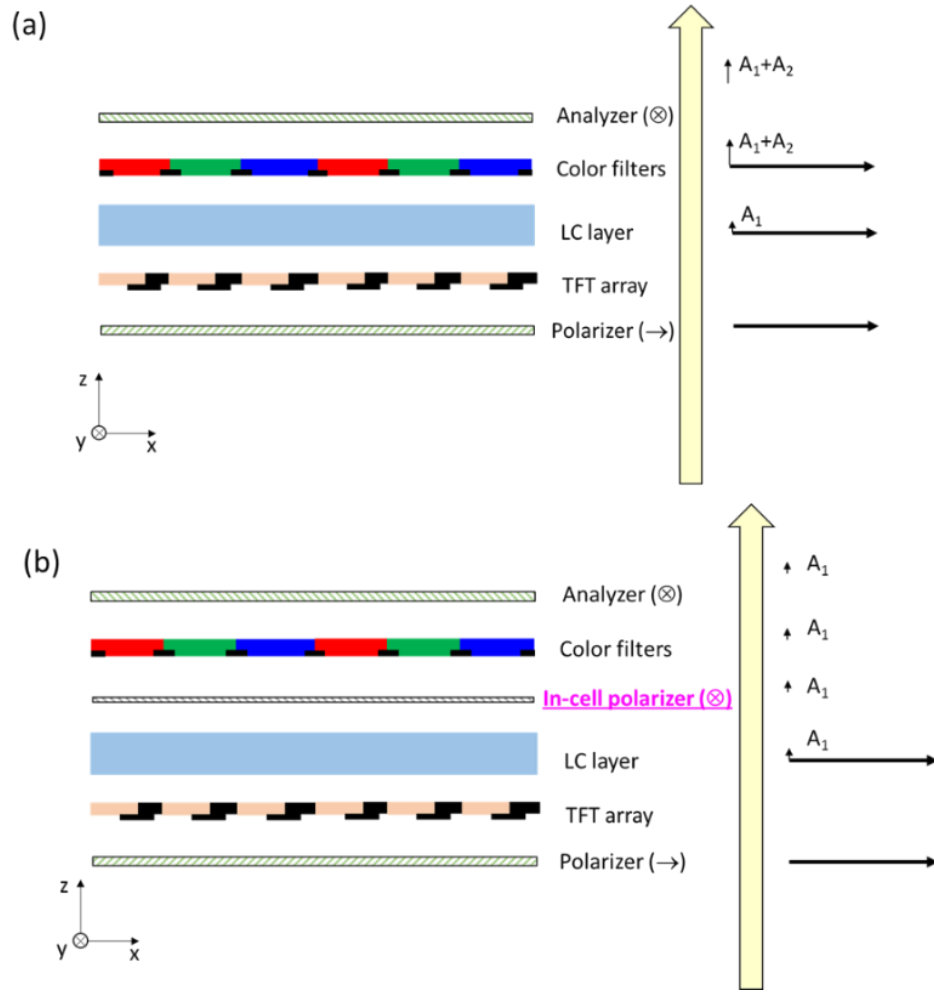 (a)
A₁+A₂
Analyzer (⊗)
A₁+A₂
Color filters
A₁
LC layer
TFT array
Polarizer (→)
z
y
x
(b)
A₁
Analyzer (⊗)
A₁
Color filters
A₁
In-cell polarizer (⊗)
A₁
LC layer
TFT array
Polarizer (→)
z
y
x